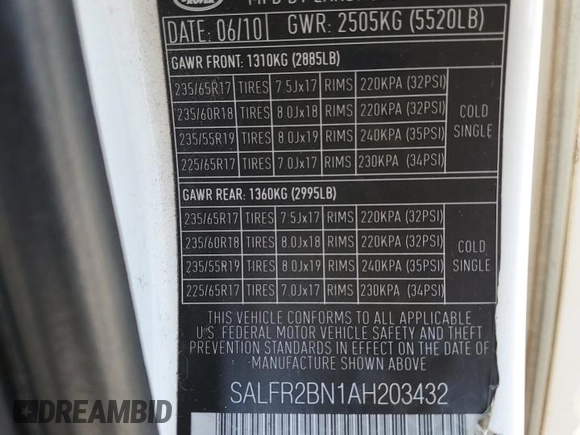 ROVER
DATE: 06/10 GWR: 2505KG (5520LB)
GAWR FRONT: 1310KG (2885LB)
235/65R17 TIRES 7.5Jx17 RIMS 220KPA (32PSI)
235/60R18 TIRES 8.0Jx18 RIMS 220KPA (32PSI)
235/55R19 TIRES 8.0Jx19 RIMS 240KPA (35PSI)
225/65R17 TIRES 7.0Jx17 RIMS 230KPA (34PSI)
COLD
SINGLE
GAWR REAR: 1360KG (2995LB)
235/65R17 TIRES 7.5Jx17 RIMS 220KPA (32PSI)
235/60R18 TIRES 8.0Jx18 RIMS 220KPA (32PSI)
235/55R19 TIRES 8.0Jx19 RIMS 240KPA (35PSI)
225/65R17 TIRES 7.0Jx17 RIMS 230KPA (34PSI)
COLD
SINGLE
THIS VEHICLE CONFORMS TO ALL APPLICABLE
U.S. FEDERAL MOTOR VEHICLE SAFETY AND THEFT
PREVENTION STANDARDS IN EFFECT ON THE DATE OF
-MANUFACTURE SHOWN ABOVE
SALFR2BN1AH203432
DREAMBID